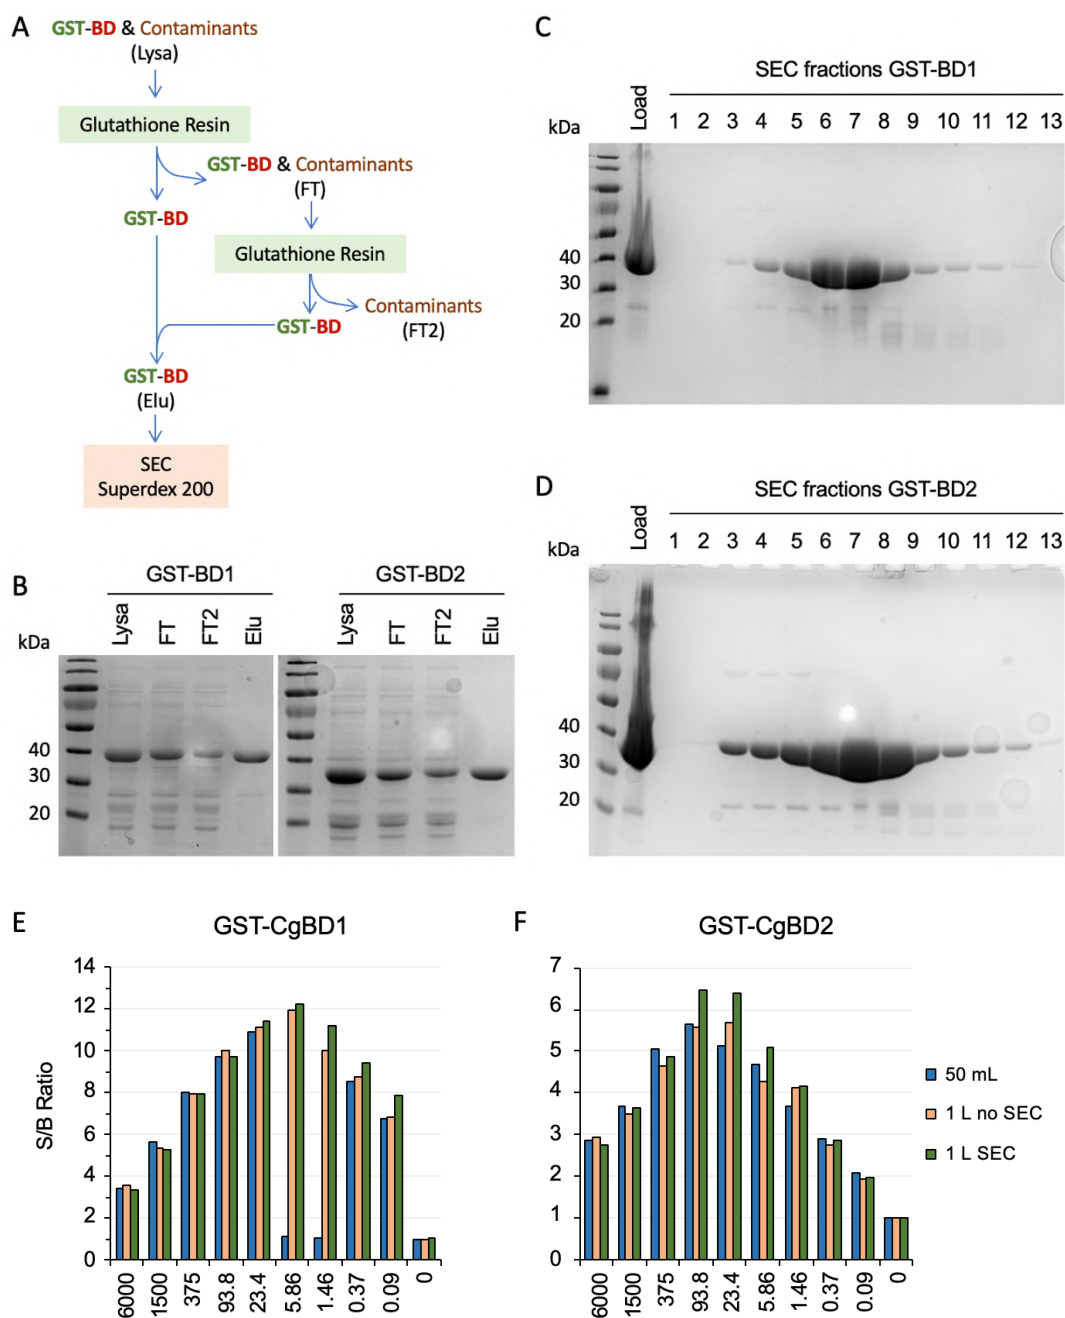 A
GST-BD & Contaminants
(Lysa)
Glutathione Resin
GST-BD & Contaminants
(FT)
GST-BD
Glutathione Resin
Contaminants
(FT2)
GST-BD
GST-BD
(Elu)
SEC
Superdex 200
B
GST-BD1
GST-BD2
kDa
Lysa
FT
FT2
Elu
Lysa
FT
FT2
Elu
40
30
20
C
SEC fractions GST-BD1
kDa
Load
1 2 3 4 5 6 7 8 9 10 11 12 13
40
30
20
D
SEC fractions GST-BD2
kDa
Load
1 2 3 4 5 6 7 8 9 10 11 12 13
40
30
20
E
GST-CgBD1
S/B Ratio
14
12
10
8
6
4
2
0
6000
1500
375
93.8
23.4
5.86
1.46
0.37
0.09
0
F
GST-CgBD2
7
6
5
4
3
2
1
0
6000
1500
375
93.8
23.4
5.86
1.46
0.37
0.09
0
50 mL
1 L no SEC
1 L SEC